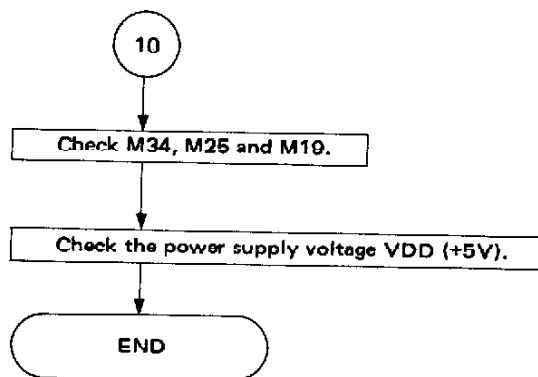 10
Check M34, M25 and M19.
Check the power supply voltage VDD (+5V).
END